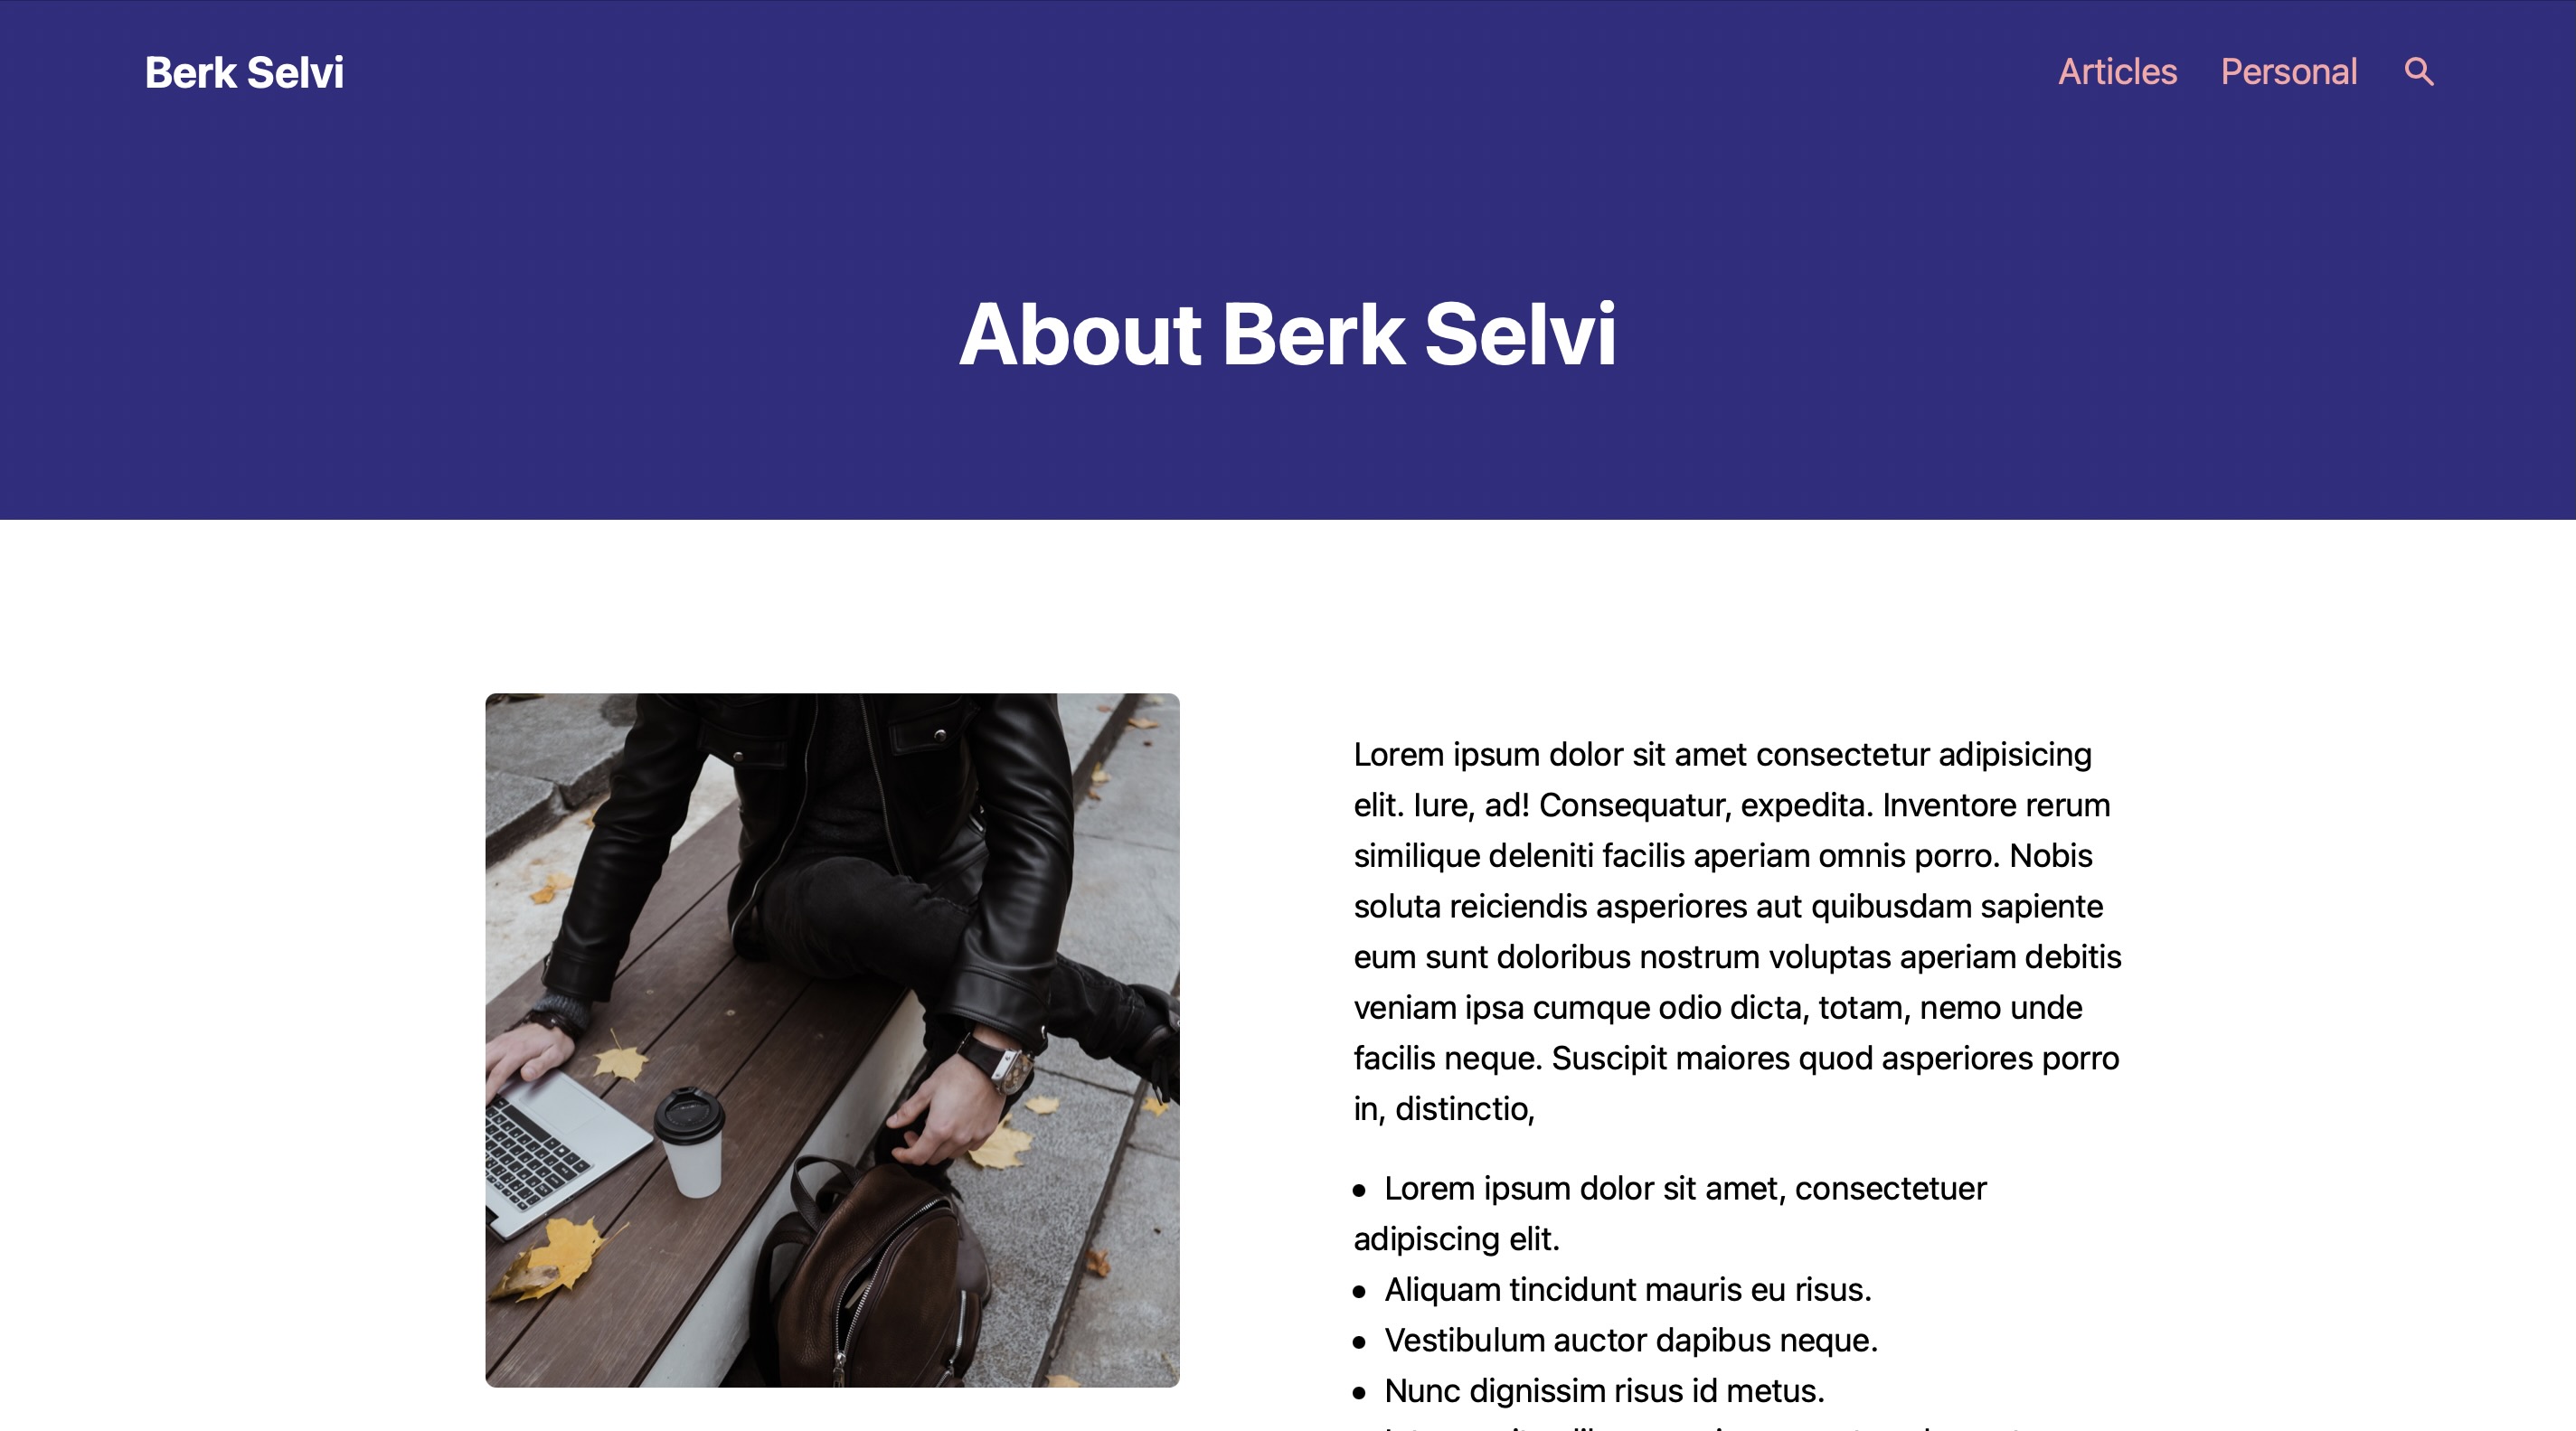 Berk Selvi
Articles
Personal
About Berk Selvi
Lorem ipsum dolor sit amet consectetur adipisicing
elit. Iure, ad! Consequatur, expedita. Inventore rerum
similique deleniti facilis aperiam omnis porro. Nobis
soluta reiciendis asperiores aut quibusdam sapiente
eum sunt doloribus nostrum voluptas aperiam debitis
veniam ipsa cumque odio dicta, totam, nemo unde
facilis neque. Suscipit maiores quod asperiores porro
in, distinctio,
• Lorem ipsum dolor sit amet, consectetuer
adipiscing elit.
• Aliquam tincidunt mauris eu risus.
• Vestibulum auctor dapibus neque.
• Nunc dignissim risus id metus.